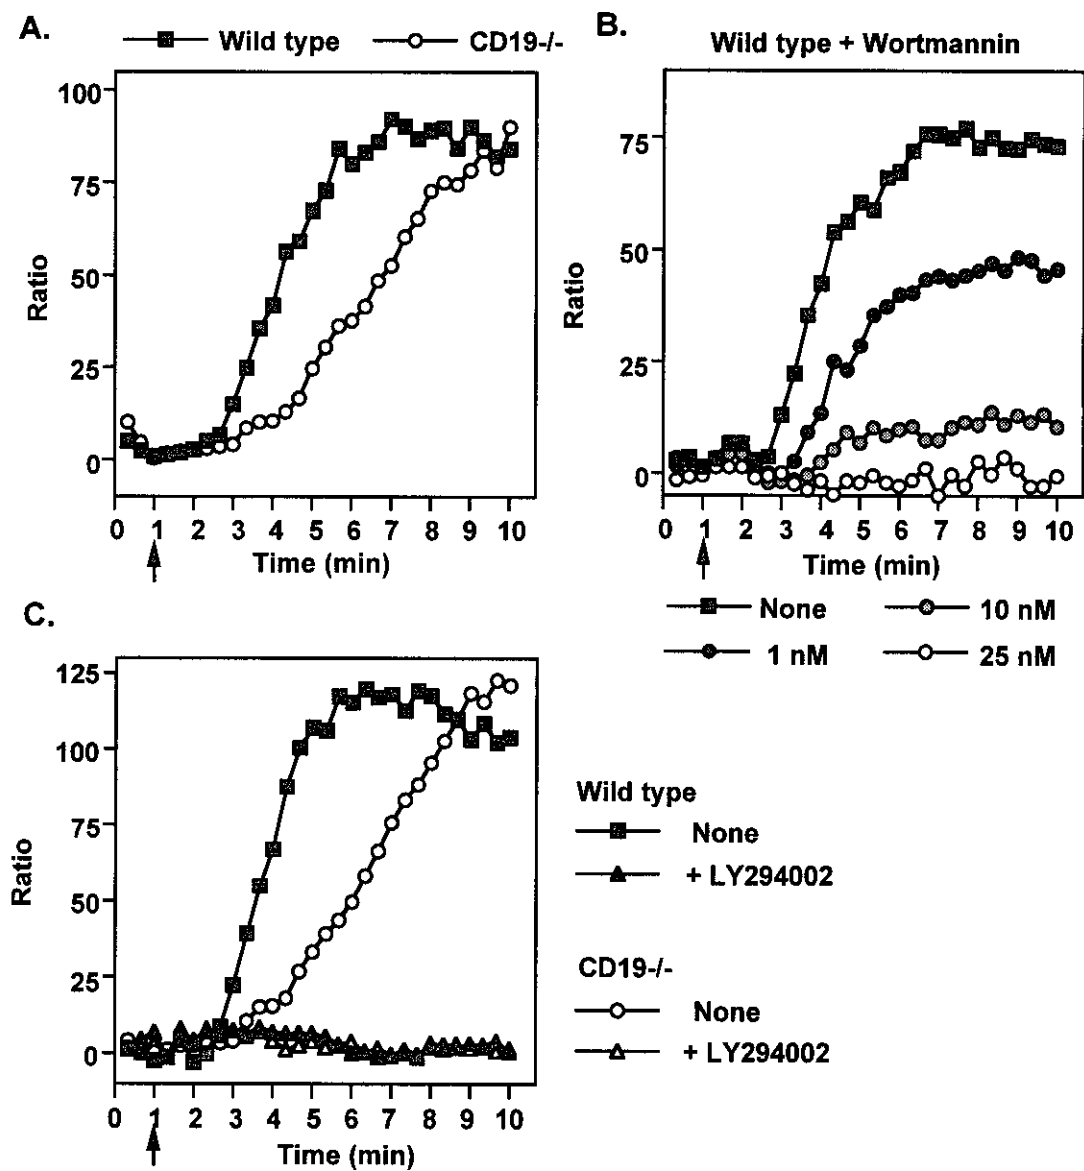 A.
Wild type CD19-/-
100
75
50
25
0
Ratio
0 1 2 3 4 5 6 7 8 9 10
Time (min)
B.
Wild type + Wortmannin
75
50
25
0
Ratio
0 1 2 3 4 5 6 7 8 9 10
Time (min)
None 10 nM
1 nM 25 nM
C.
125
100
75
50
25
0
Ratio
0 1 2 3 4 5 6 7 8 9 10
Time (min)
Wild type
None
+ LY294002
CD19-/-
None
+ LY294002